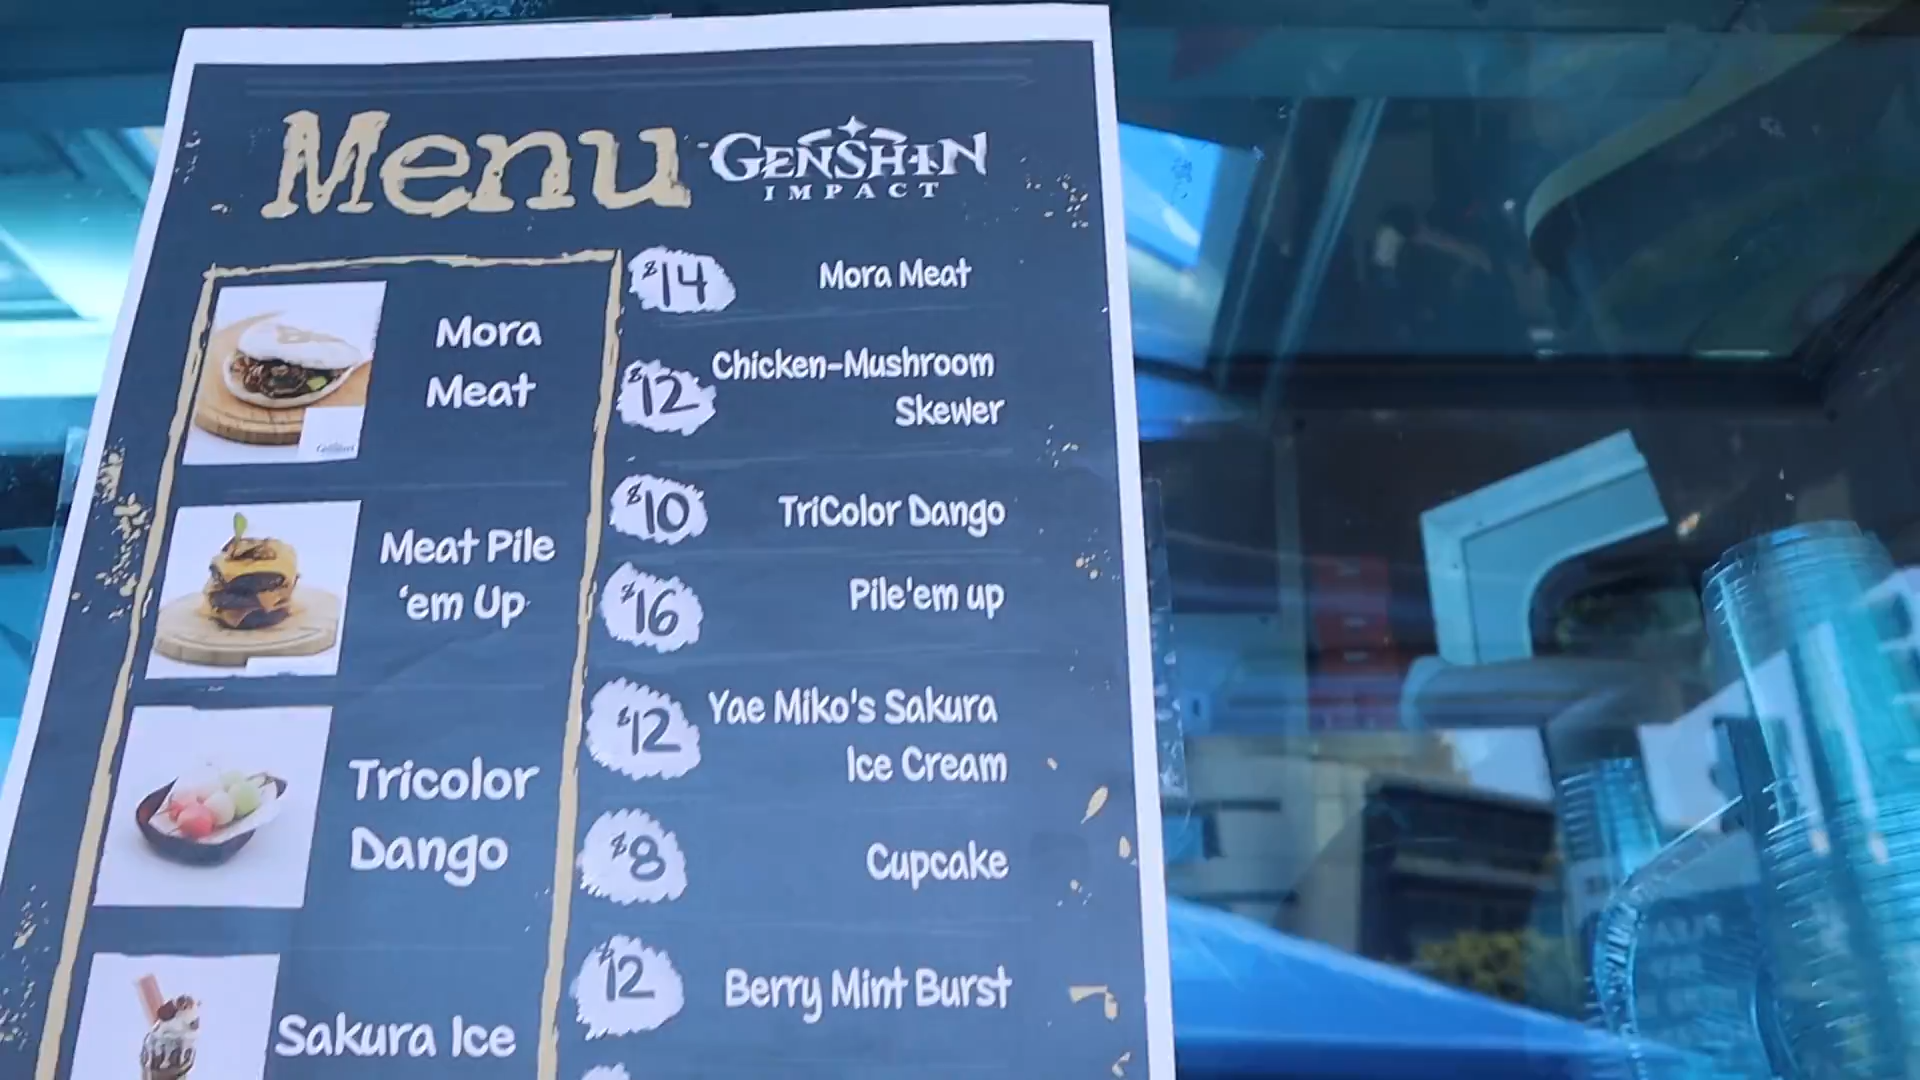 Menu
GENSHIN
IMPACT
Mora
Meat
Meat Pile
'em Up
Tricolor
Dango
Sakura Ice
$14 Mora Meat
$12 Chicken-Mushroom
Skewer
$10 TriColor Dango
$16 Pile'em up
$12 Yae Miko's Sakura
Ice Cream
$8 Cupcake
$12 Berry Mint Burst